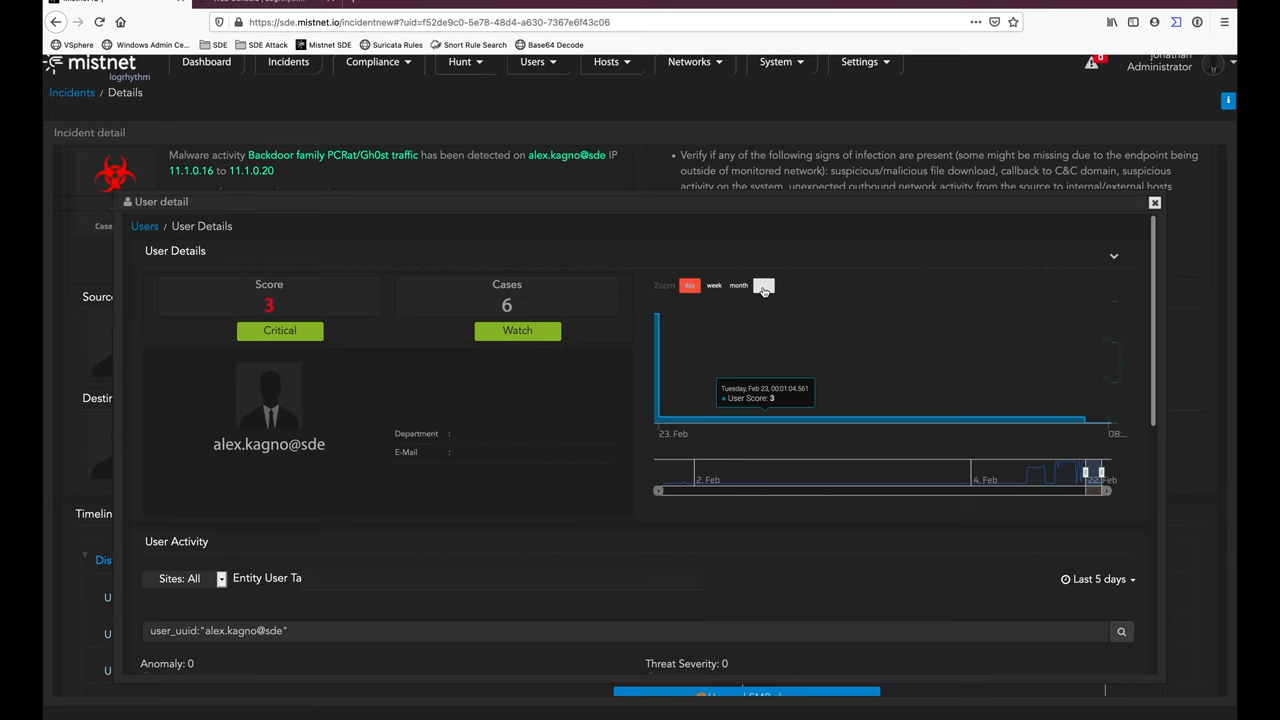 https://sde.mistnet.io/incidentnew#?uid=f52de9c0-5e78-48d4-a630-7367e6f43c06
VSphere Windows Admin Ce... SDE SDE Attack Mistnet SDE Suricata Rules Snort Rule Search Base64 Decode
mistnet
logrhythm
Dashboard Incidents Compliance Hunt Users Hosts Networks System Settings
0
Administrator
Incidents / Details
Incident detail
Malware activity Backdoor family PCRat/Gh0st traffic has been detected on alex.kagno@sde IP
11.1.0.16 to 11.1.0.20
• Verify if any of the following signs of infection are present (some might be missing due to the endpoint being
outside of monitored network): suspicious/malicious file download, callback to C&C domain, suspicious
activity on the system, unexpected outbound network activity from the source to internal/external hosts
Case
User detail
Users / User Details
User Details
Score
3
Critical
Cases
6
Watch
Zoom day week month
Tuesday, Feb 23, 00:01:04.561
User Score: 3
23. Feb 08:...
2. Feb 4. Feb 22. Feb
alex.kagno@sde
Department :
E-Mail :
Sourc
Destin
Timelin
Dis
U
U
U
User Activity
Sites: All Entity User Ta
Last 5 days
user_uuid:"alex.kagno@sde"
Anomaly: 0 Threat Severity: 0